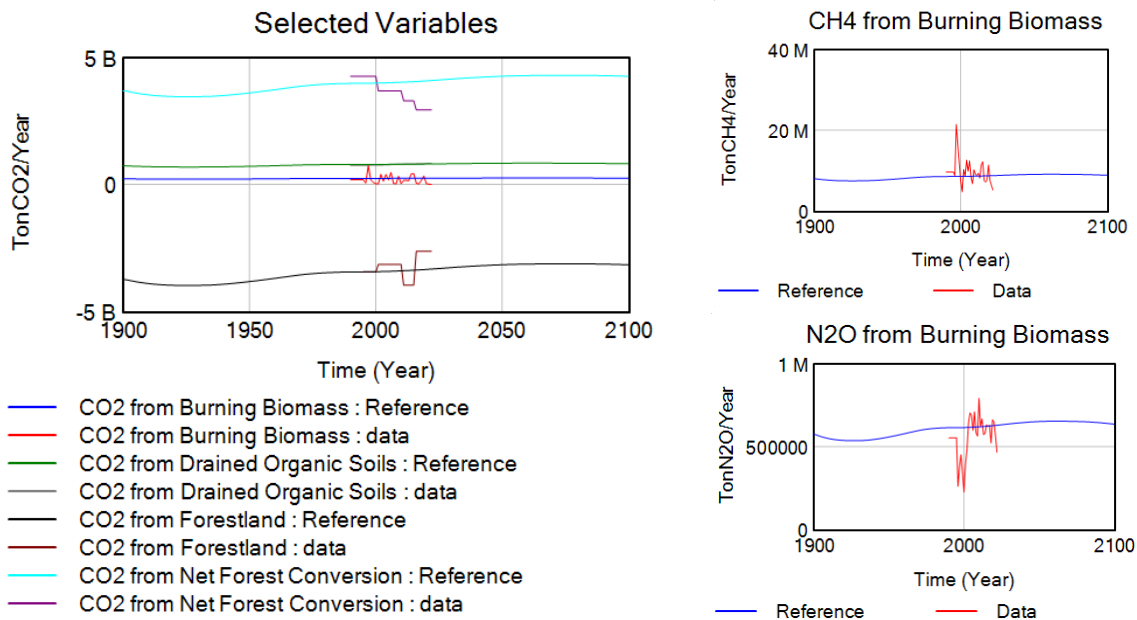 Selected Variables
5 B
0
-5 B
TonCO2/Year
1900 1950 2000 2050 2100
Time (Year)
CO2 from Burning Biomass : Reference
CO2 from Burning Biomass : data
CO2 from Drained Organic Soils : Reference
CO2 from Drained Organic Soils : data
CO2 from Forestland : Reference
CO2 from Forestland : data
CO2 from Net Forest Conversion : Reference
CO2 from Net Forest Conversion : data
CH4 from Burning Biomass
40 M
20 M
0
TonCH4/Year
1900 2000 2100
Time (Year)
Reference Data
N2O from Burning Biomass
1 M
500000
0
TonN2O/Year
1900 2000 2100
Time (Year)
Reference Data